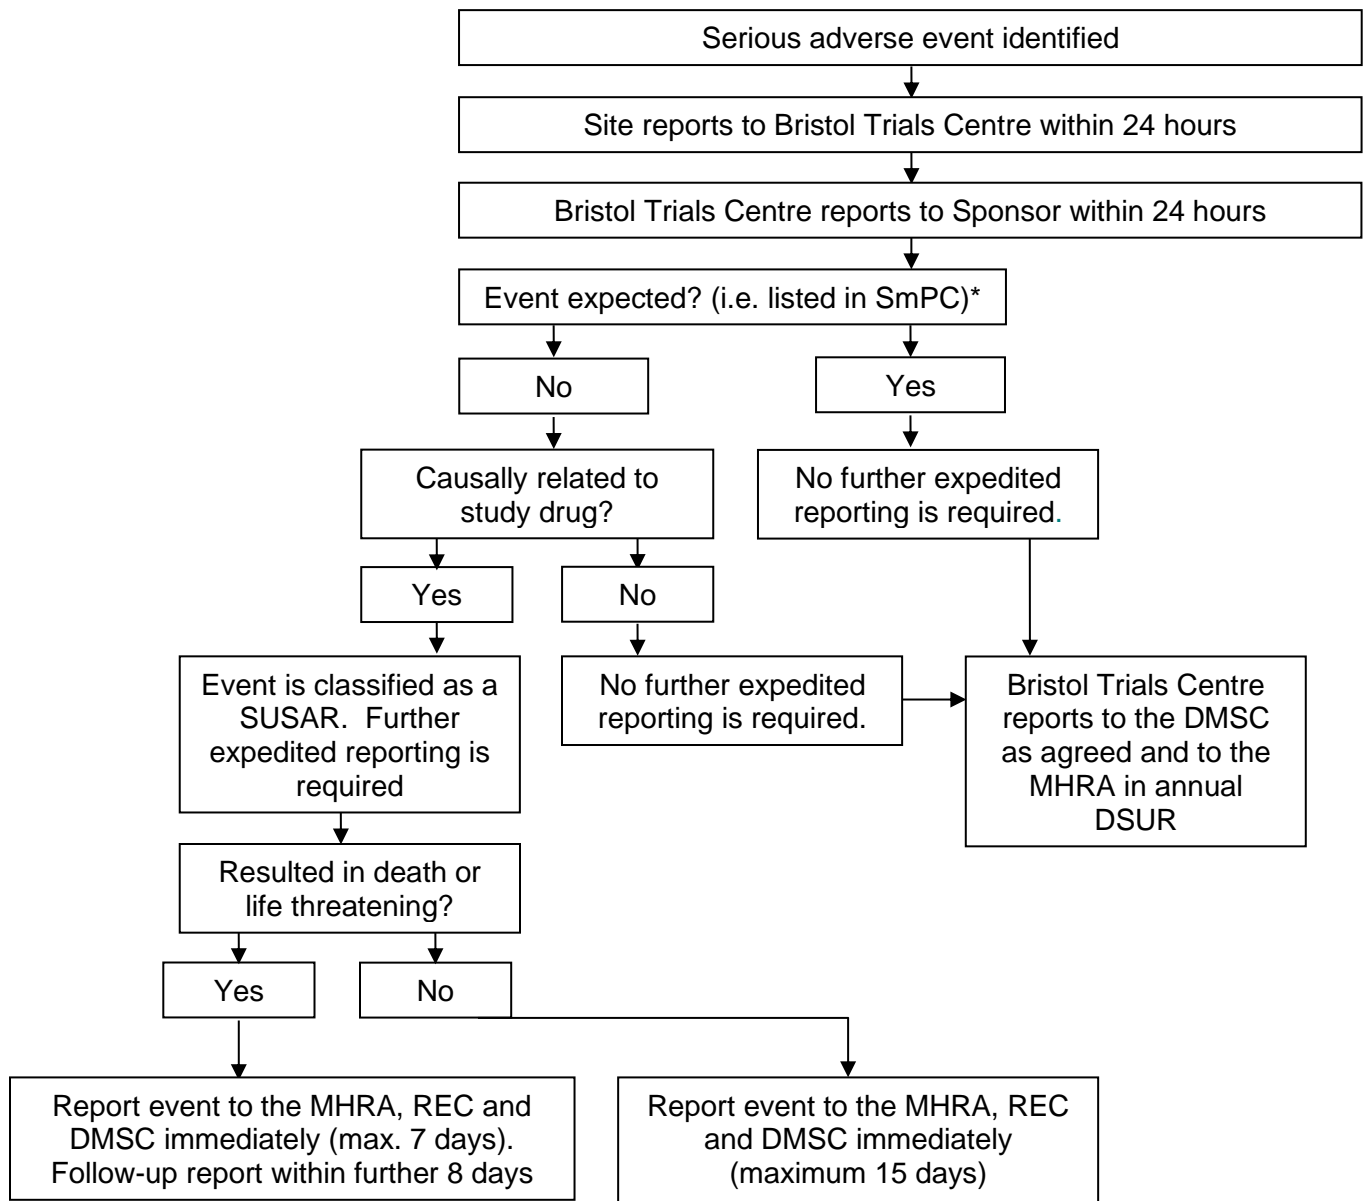 Serious adverse event identified
Site reports to Bristol Trials Centre within 24 hours
Bristol Trials Centre reports to Sponsor within 24 hours
Event expected? (i.e. listed in SmPC)*
No
Yes
Causally related to
study drug?
No further expedited
reporting is required.
Yes
No
Event is classified as a
SUSAR.  Further
expedited reporting is
required
No further expedited
reporting is required.
Bristol Trials Centre
reports to the DMSC
as agreed and to the
MHRA in annual
DSUR
Resulted in death or
life threatening?
Yes
No
Report event to the MHRA, REC and
DMSC immediately (max. 7 days).
Follow-up report within further 8 days
Report event to the MHRA, REC
and DMSC immediately
(maximum 15 days)